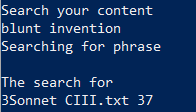 Search your content
blunt invention
Searching for phrase
The search for
3Sonnet CIII.txt 37